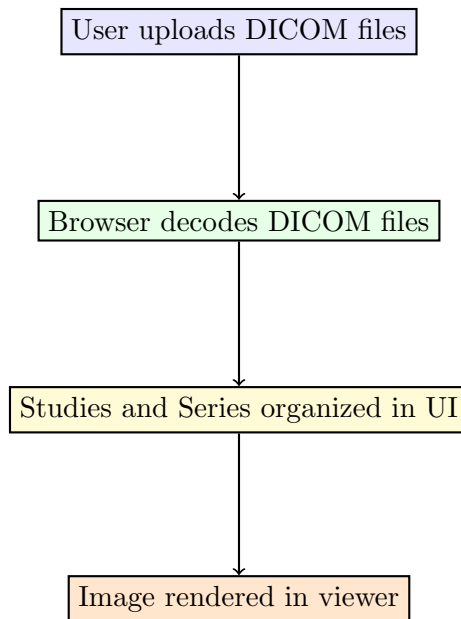 User uploads DICOM files
Browser decodes DICOM files
Studies and Series organized in UI
Image rendered in viewer